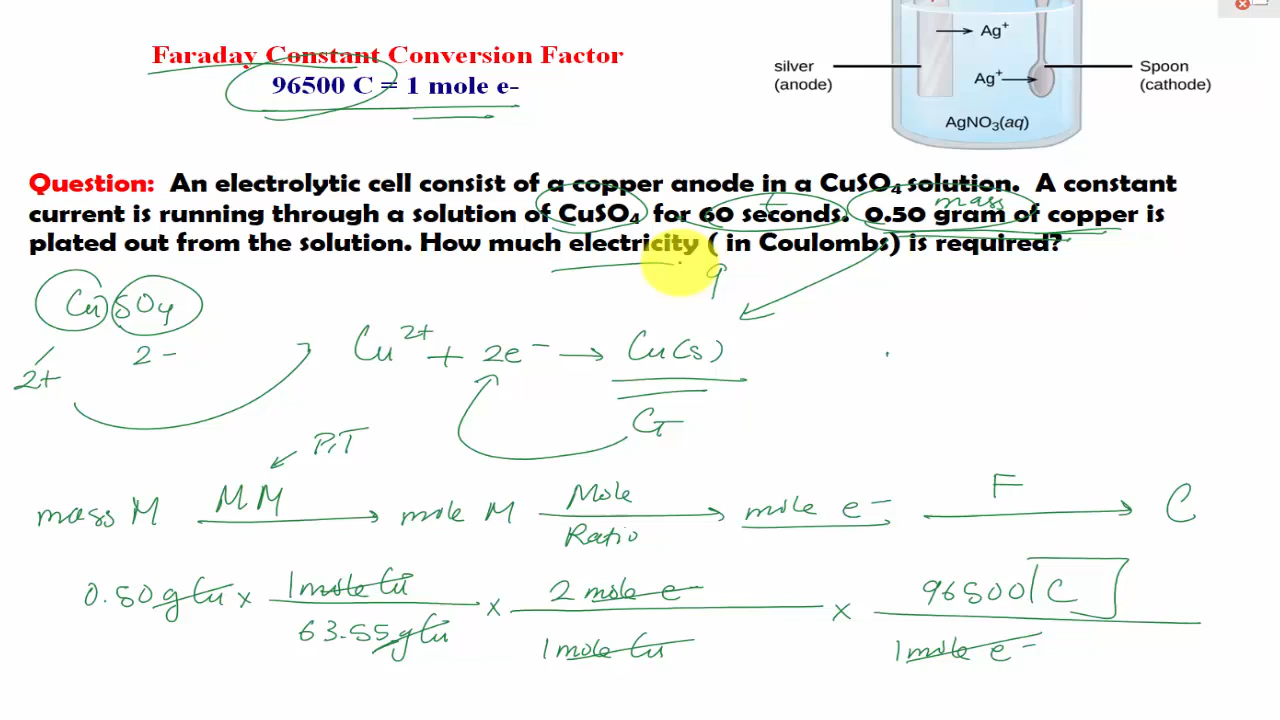 Faraday Constant Conversion Factor
96500 C = 1 mole e-
Ag⁺
silver
(anode)
Ag⁺
Spoon
(cathode)
AgNO₃(aq)
Question: An electrolytic cell consist of a copper anode in a CuSO₄ solution. A constant
t
mass
current is running through a solution of CuSO₄ for 60 seconds. 0.50 gram of copper is
plated out from the solution. How much electricity ( in Coulombs) is required?
q
CuSO₄
2+ 2-
Cu²⁺ + 2e⁻ → Cu(s)
G
P.T
mass M MM mole M Mole Ratio mole e⁻ F C
0.50 g Cu × 1 mole Cu × 2 mole e⁻ × 96500 C
63.55 g Cu 1 mole Cu 1 mole e⁻